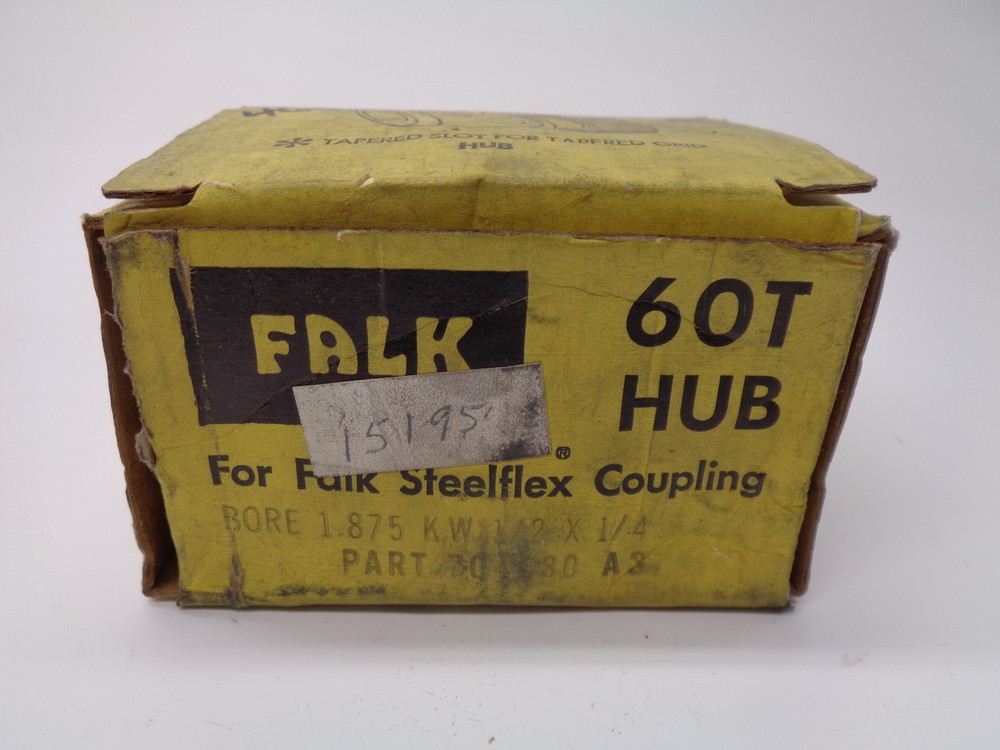 * TAPERED SLOT FOR TAPERED GRID
HUB
FALK
60T
HUB
15195
®
For Falk Steelflex Coupling
BORE 1.875 KW 1/2 X 1/4
PART A3